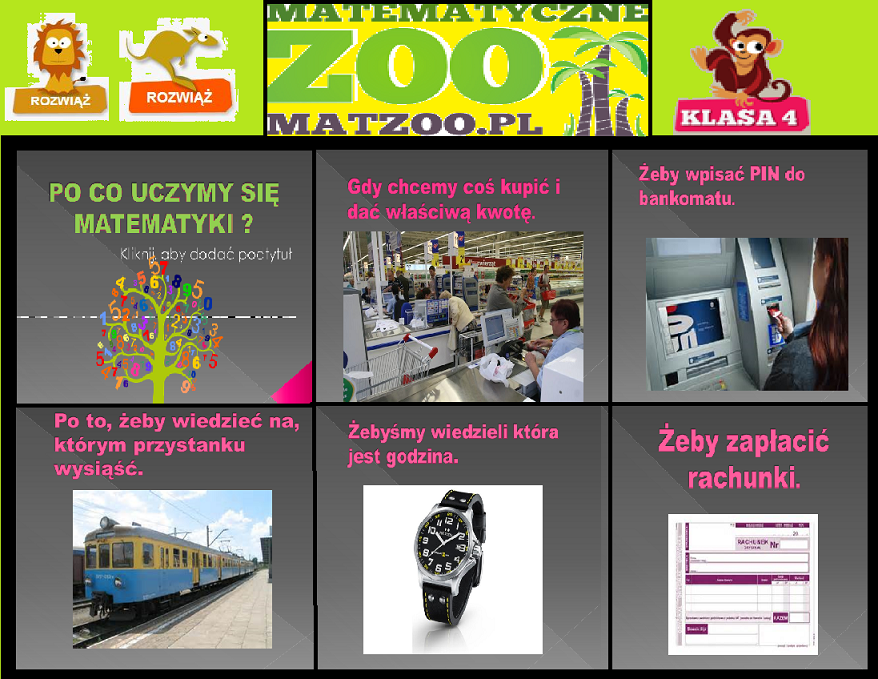 ROZWIĄŻ
ROZWIĄŻ
MATEMATYCZNE
ZOO
MATZOO.PL
KLASA 4
PO CO UCZYMY SIĘ
MATEMATYKI ?
Kliknij, aby dodać podtytuł
Gdy chcemy coś kupić i
dać właściwą kwotę.
Żeby wpisać PIN do
bankomatu.
Po to, żeby wiedzieć na,
którym przystanku
wysiąść.
Żebyśmy wiedzieli która
jest godzina.
Żeby zapłacić
rachunki.
RACHUNEK
Nr
RAZEM